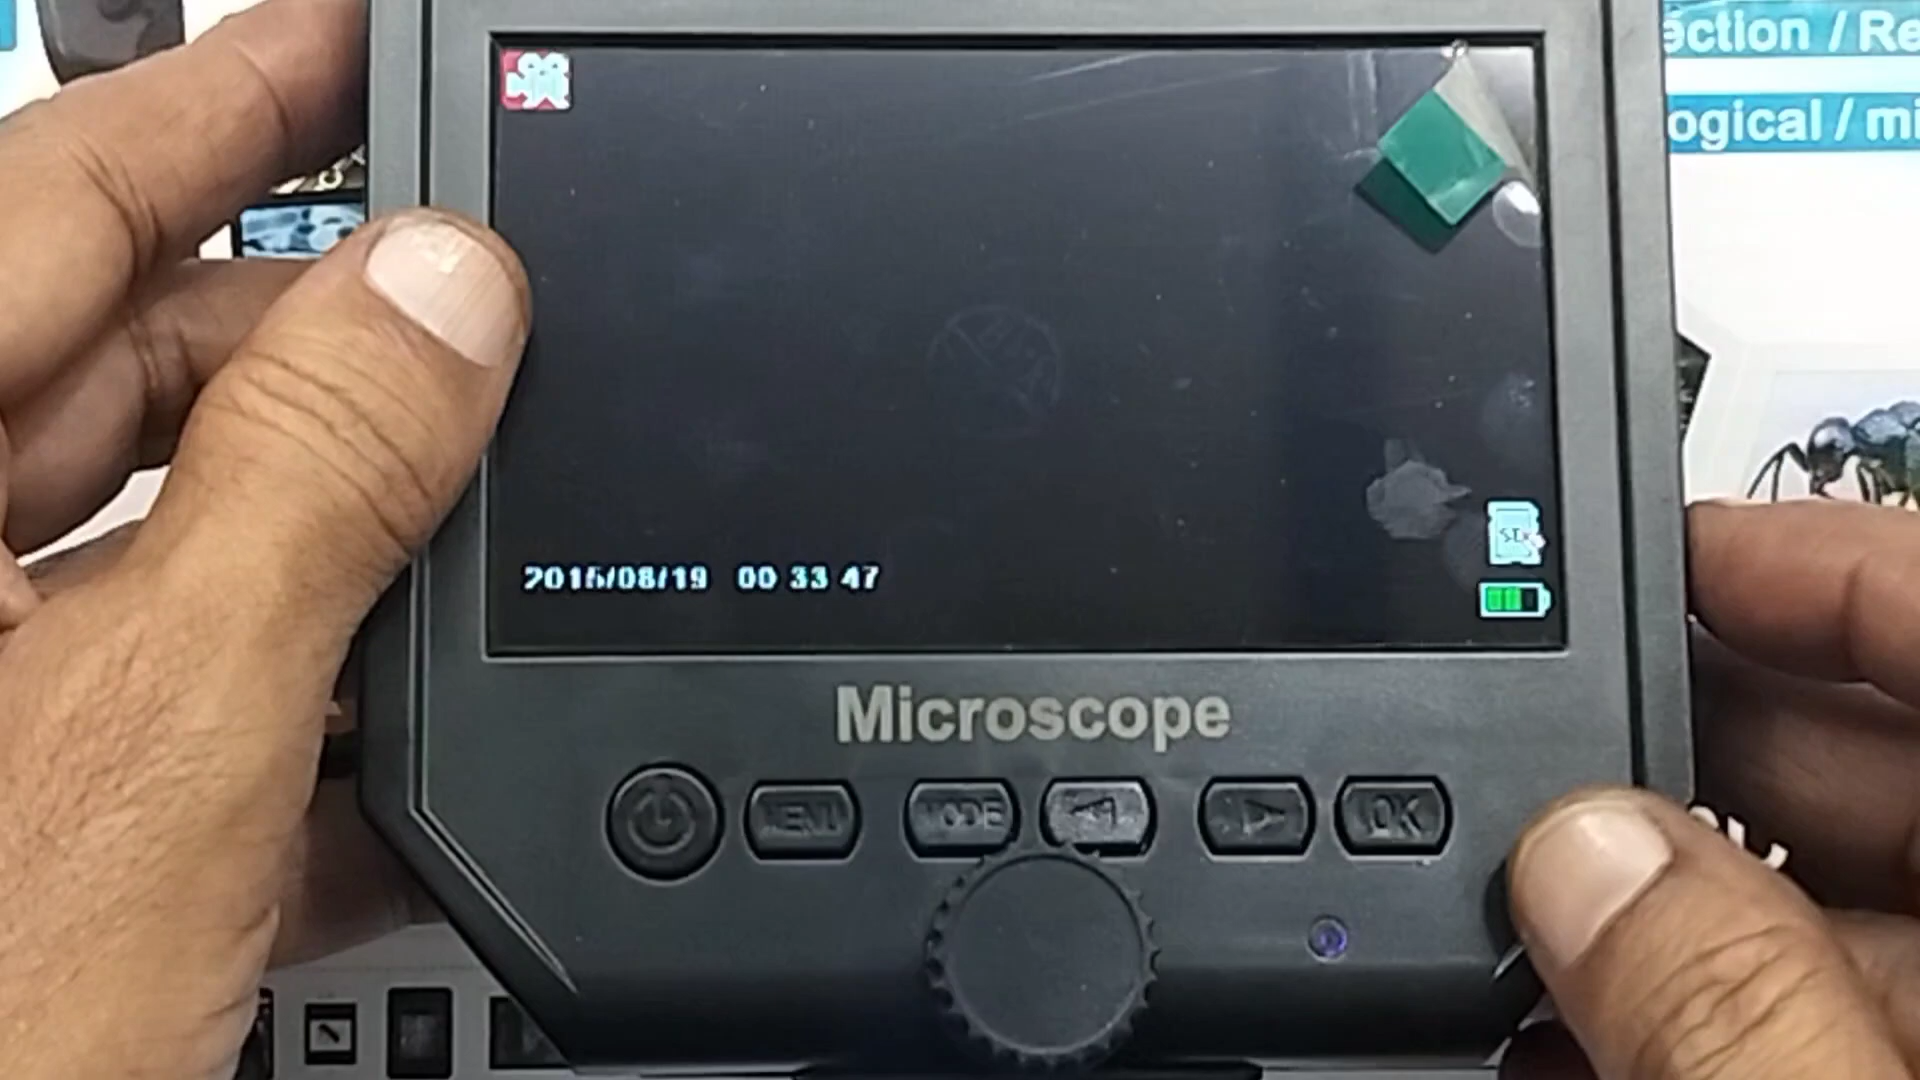 ection / Re
ogical / mi
2015/08/19 00 33 47
Microscope
MENU
MODE
OK